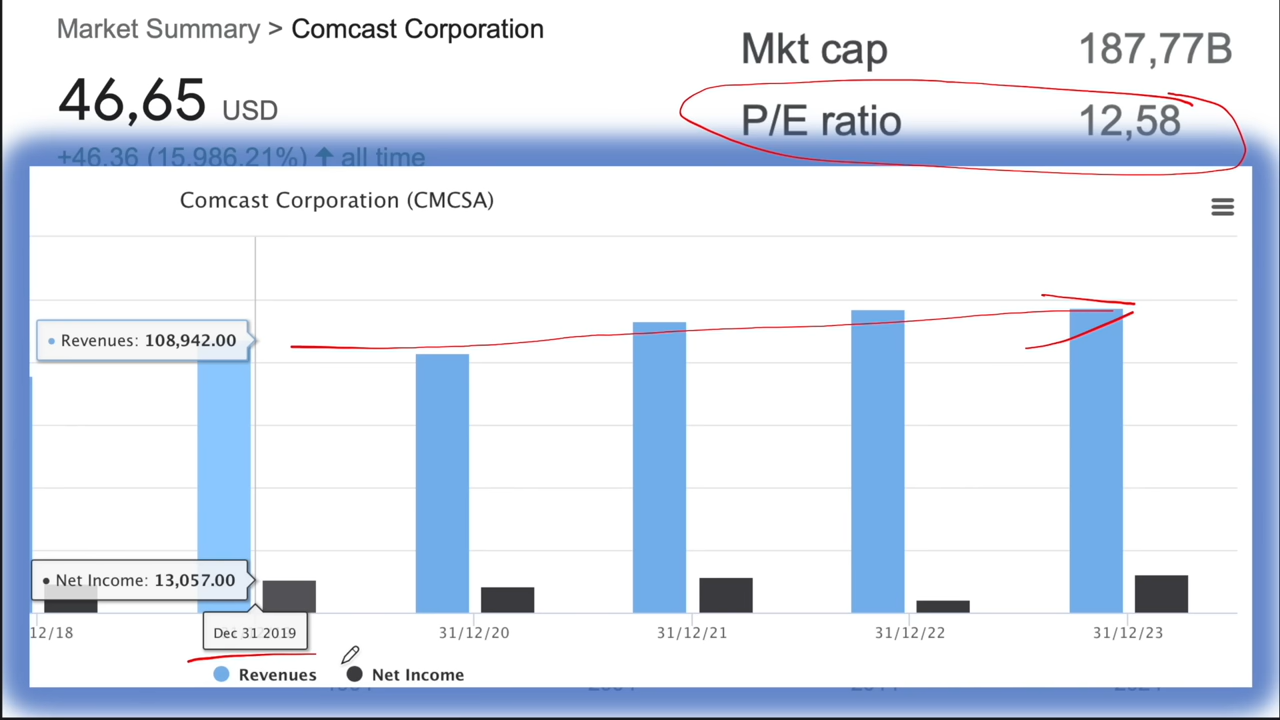 Market Summary > Comcast Corporation
46,65 USD
+46.36 (15,986.21%) ↑ all time
Mkt cap 187,77B
P/E ratio 12,58
Comcast Corporation (CMCSA)
Revenues: 108,942.00
Net Income: 13,057.00
12/18
Dec 31 2019
31/12/20
31/12/21
31/12/22
31/12/23
Revenues
Net Income